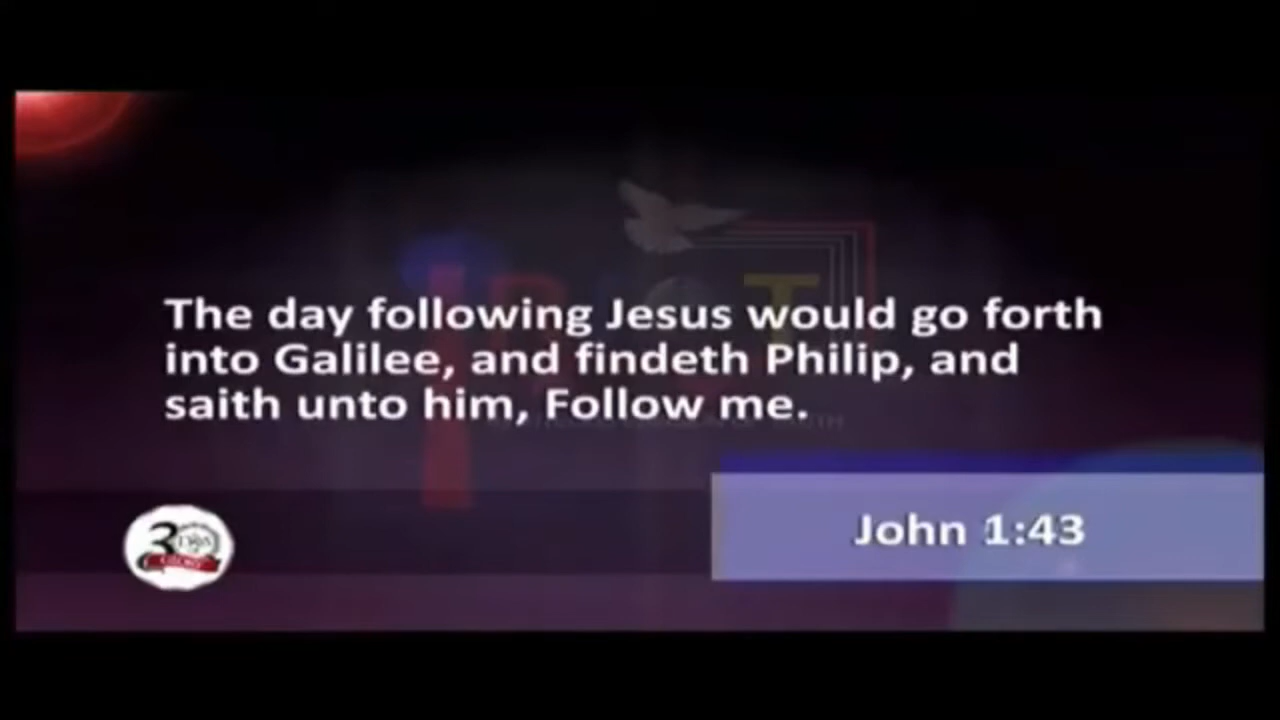 The day following Jesus would go forth
into Galilee, and findeth Philip, and
saith unto him, Follow me.
John 1:43